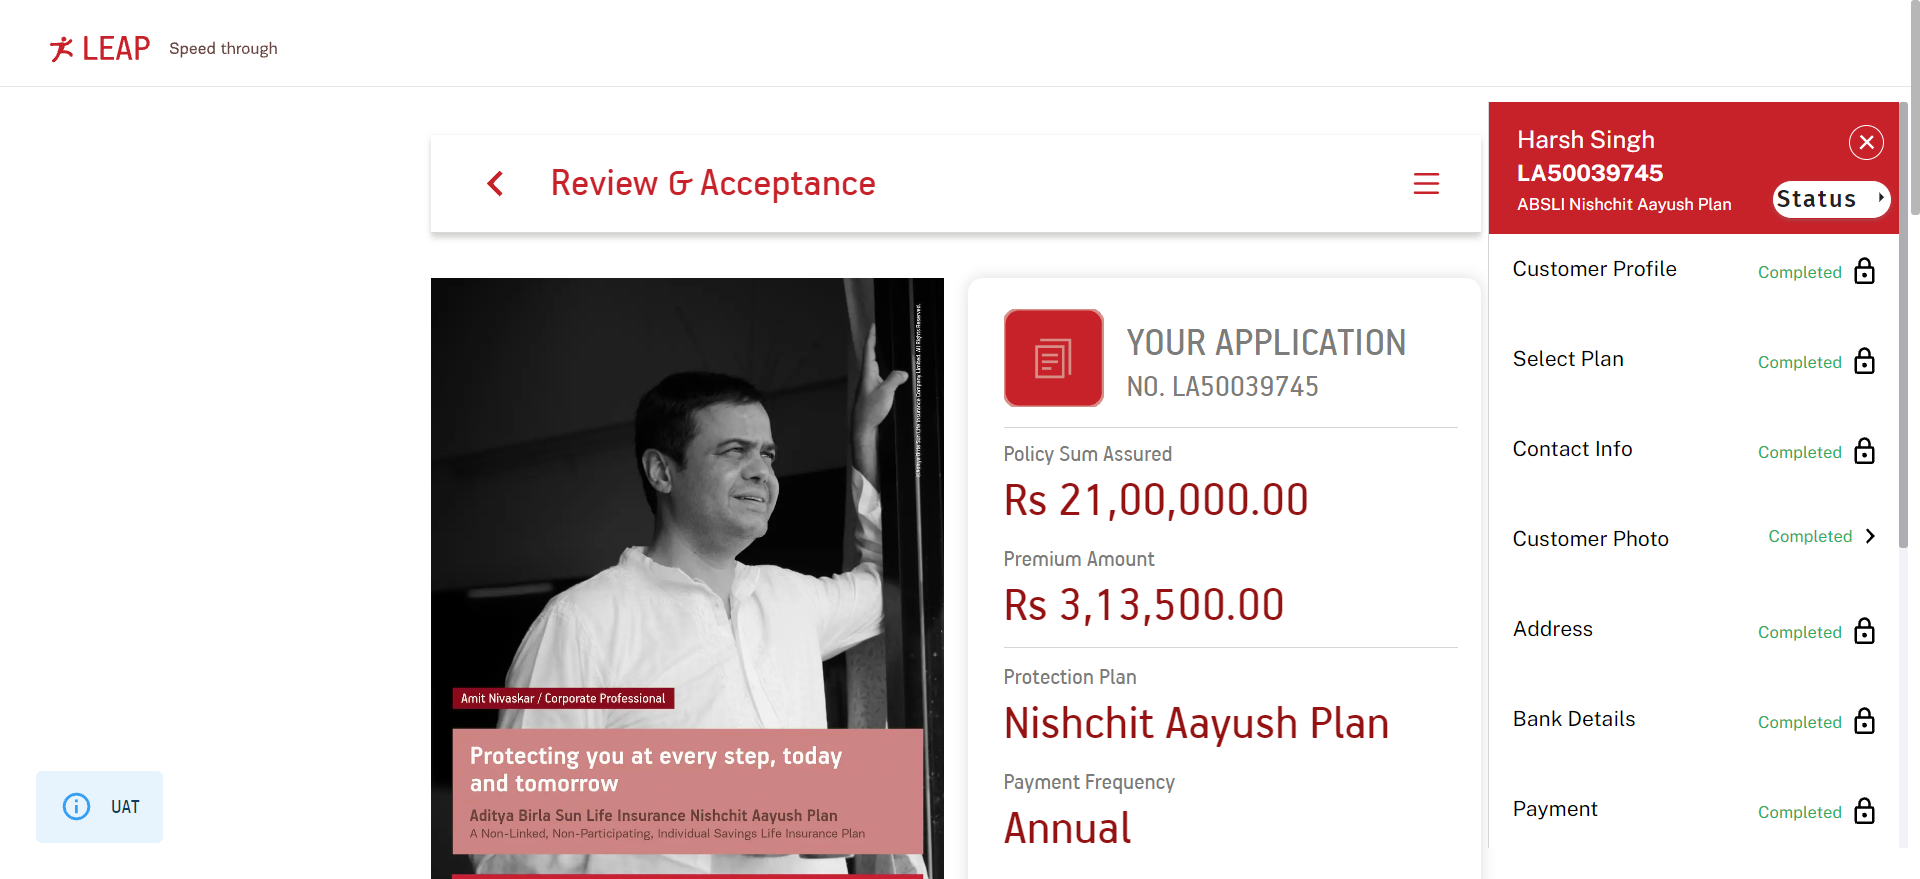 LEAP Speed through
Review & Acceptance
Amit Nivaskar / Corporate Professional
Protecting you at every step, today
and tomorrow
Aditya Birla Sun Life Insurance Nishchit Aayush Plan
A Non-Linked, Non-Participating, Individual Savings Life Insurance Plan
YOUR APPLICATION
NO. LA50039745
Policy Sum Assured
Rs 21,00,000.00
Premium Amount
Rs 3,13,500.00
Protection Plan
Nishchit Aayush Plan
Payment Frequency
Annual
Harsh Singh
LA50039745
ABSLI Nishchit Aayush Plan
Status
Customer Profile Completed
Select Plan Completed
Contact Info Completed
Customer Photo Completed
Address Completed
Bank Details Completed
Payment Completed
UAT